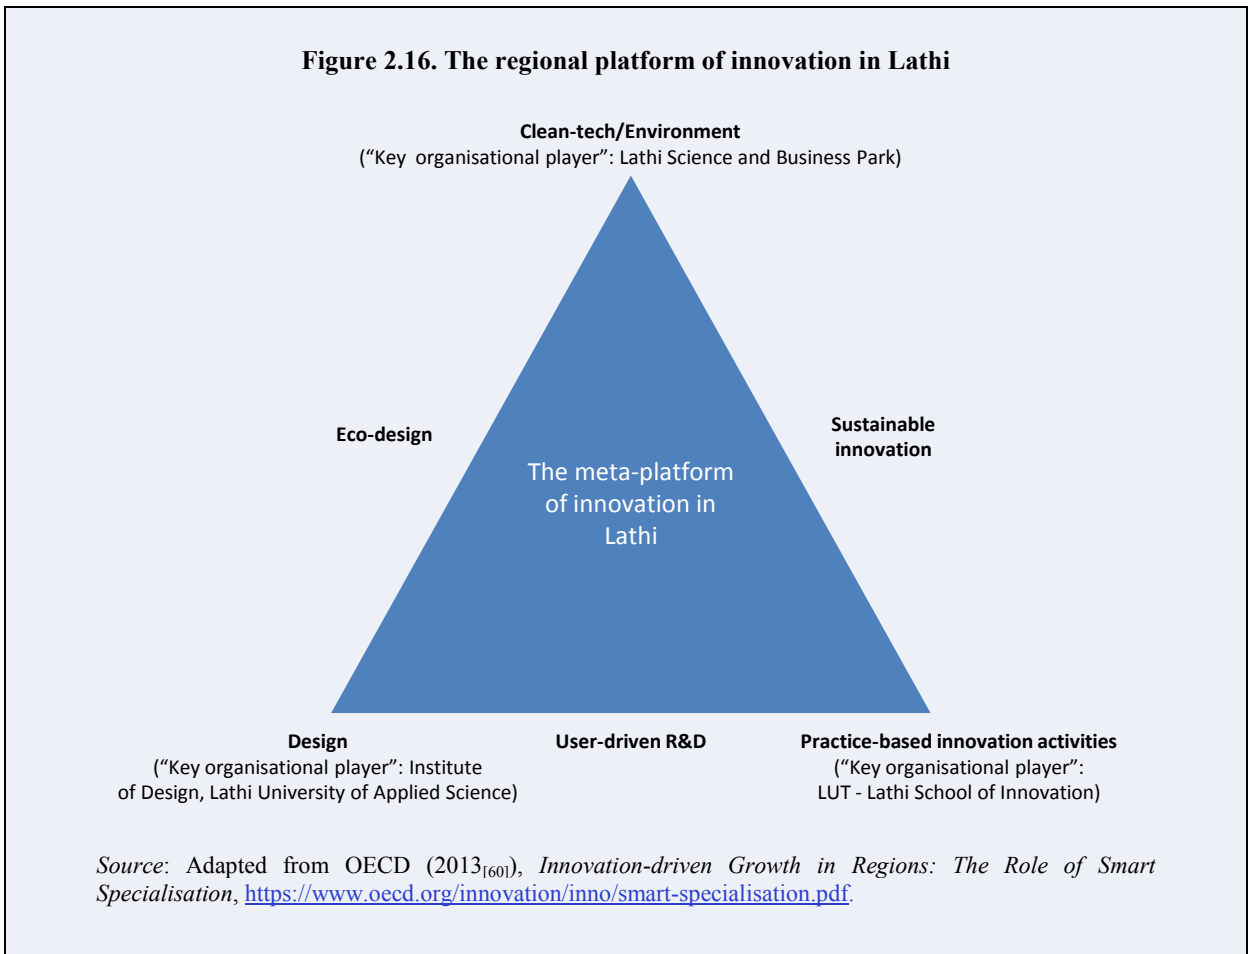 Figure 2.16. The regional platform of innovation in Lathi
Clean-tech/Environment
(“Key organisational player”: Lathi Science and Business Park)
Eco-design
Sustainable
innovation
The meta-platform
of innovation in
Lathi
Design
(“Key organisational player”: Institute
of Design, Lathi University of Applied Science)
User-driven R&D
Practice-based innovation activities
(“Key organisational player”:
LUT - Lathi School of Innovation)
Source: Adapted from OECD (2013[60]), Innovation-driven Growth in Regions: The Role of Smart
Specialisation, https://www.oecd.org/innovation/inno/smart-specialisation.pdf.